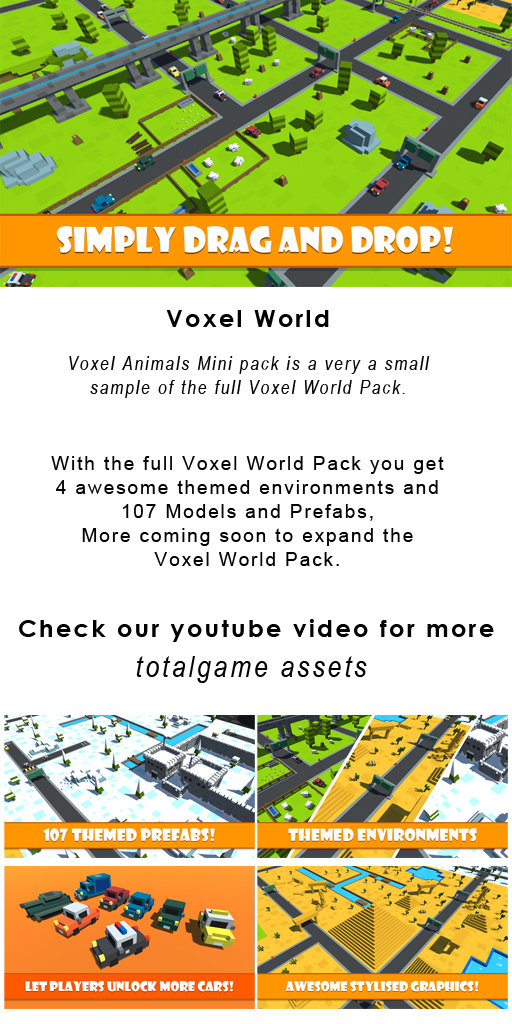 SIMPLY DRAG AND DROP!
Voxel World
Voxel Animals Mini pack is a very a small
sample of the full Voxel World Pack.
With the full Voxel World Pack you get
4 awesome themed environments and
107 Models and Prefabs,
More coming soon to expand the
Voxel World Pack.
Check our youtube video for more
totalgame assets
107 THEMED PREFABS!
THEMED ENVIRONMENTS
LET PLAYERS UNLOCK MORE CARS!
AWESOME STYLISED GRAPHICS!